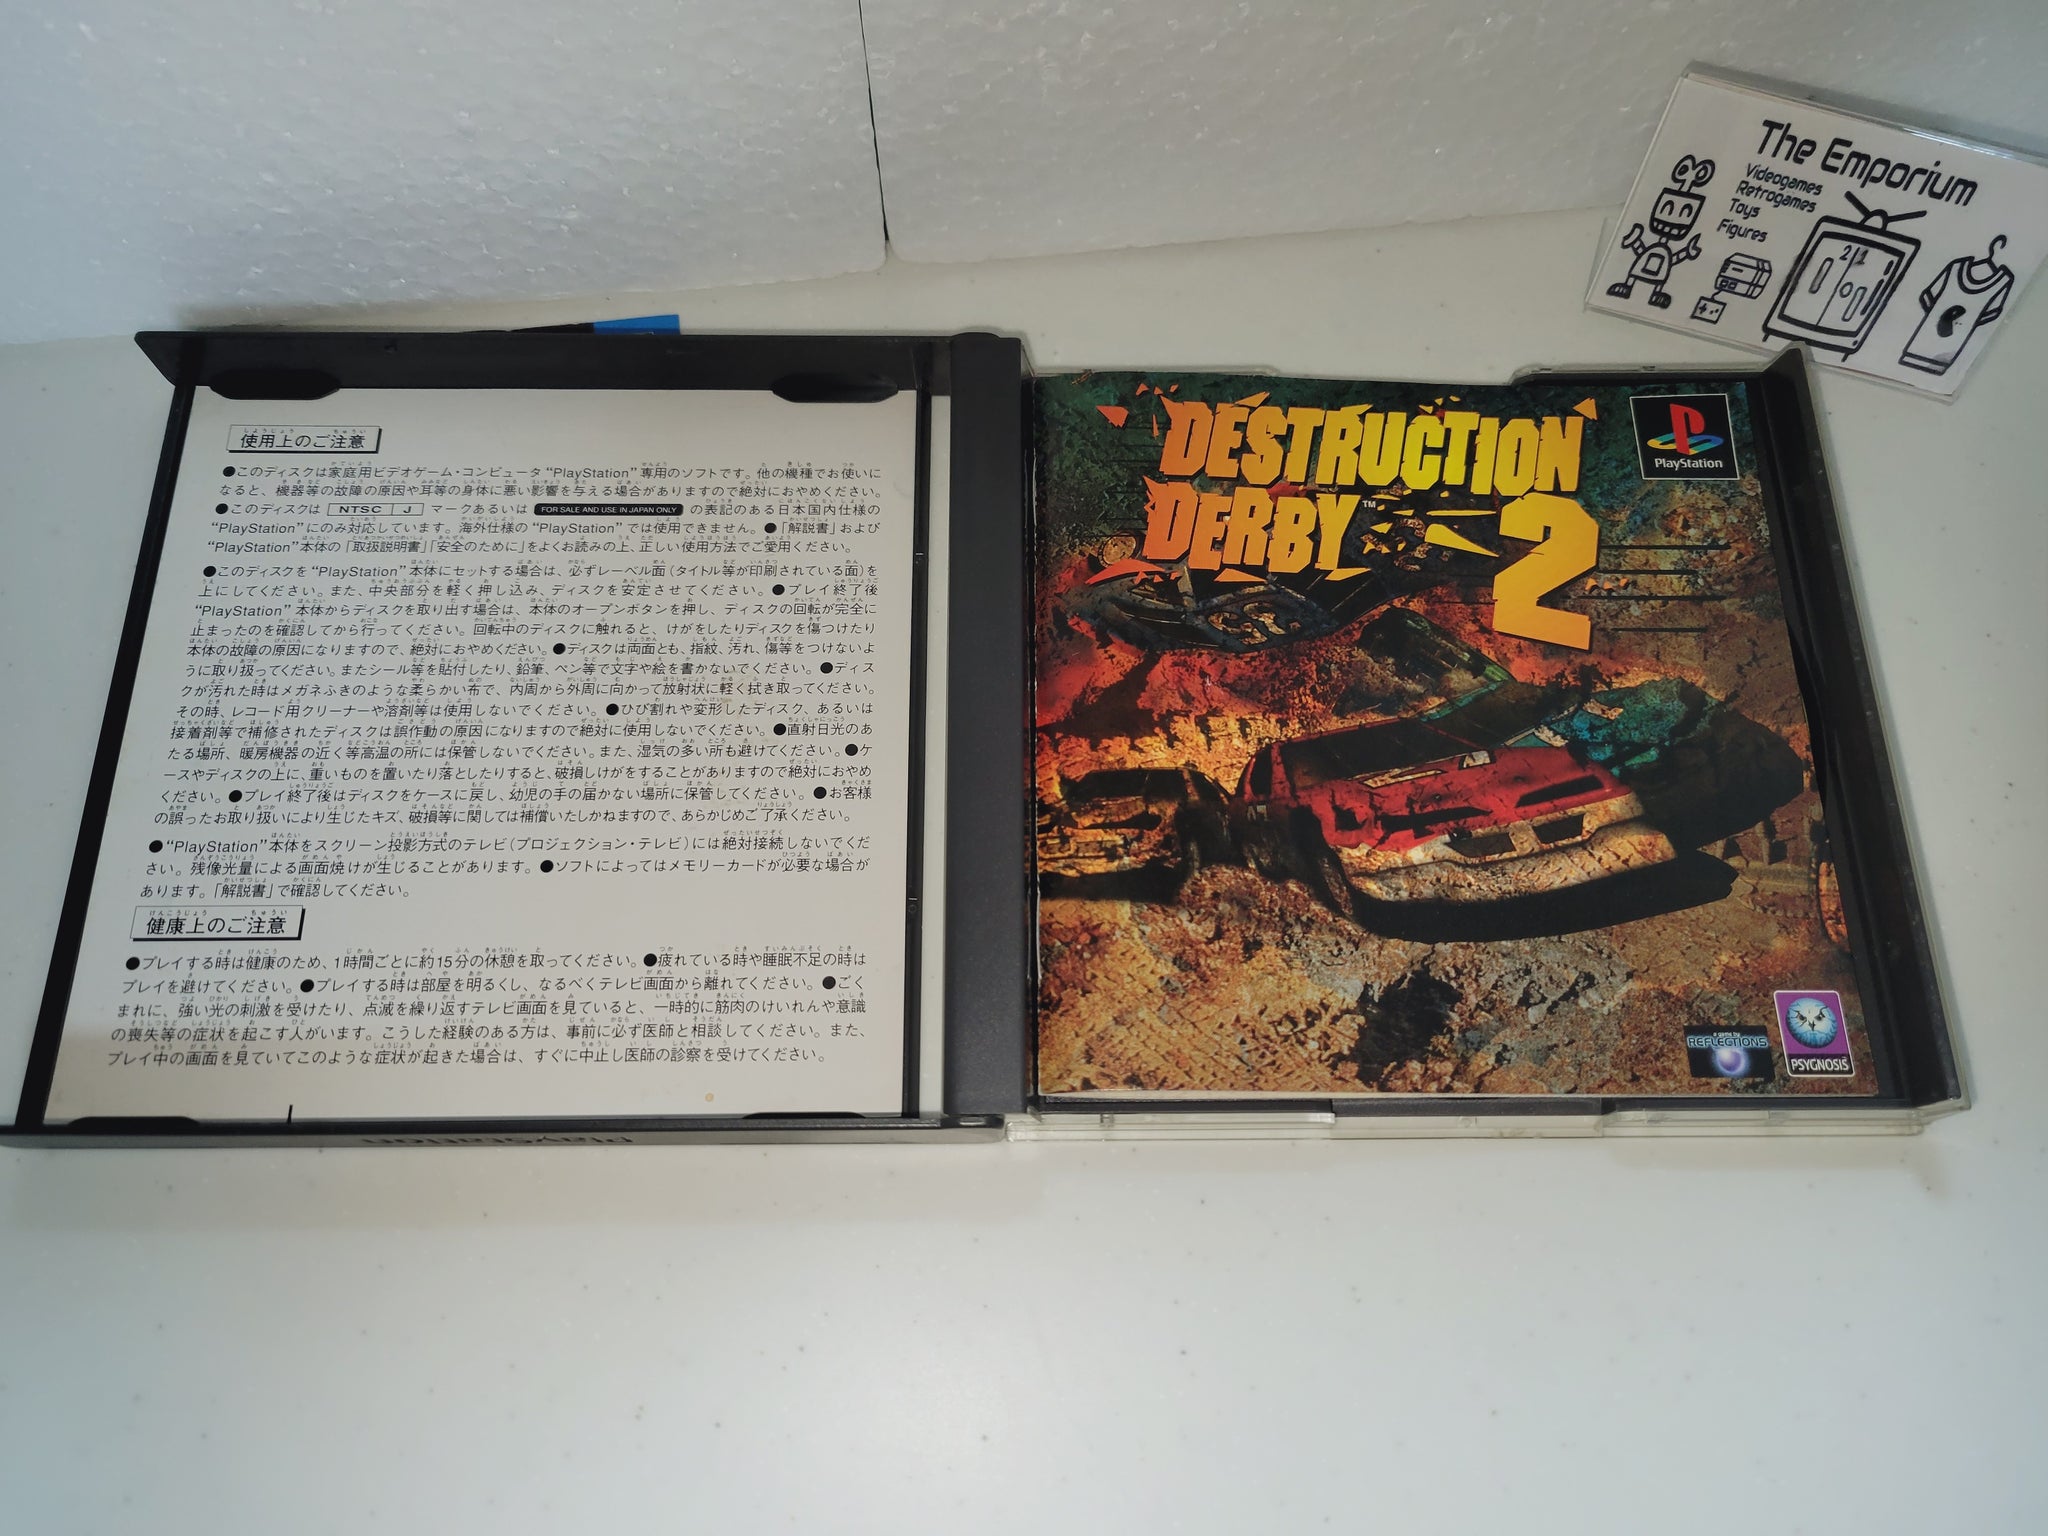 The Emporium
Videogames
Retrogames
Toys
Figures
使用上のご注意
●このディスクは家庭用ビデオゲーム・コンピュータ“PlayStation”専用のソフトです。他の機種でお使いに
なると、機器等の故障の原因や耳等の身体に悪い影響を与える場合がありますので絶対におやめください。
●このディスクは NTSC J マークあるいは FOR SALE AND USE IN JAPAN ONLY の表記のある日本国内仕様の
“PlayStation”にのみ対応しています。海外仕様の“PlayStation”では使用できません。●「解説書」および
“PlayStation”本体の「取扱説明書」「安全のために」をよくお読みの上、正しい使用方法でご愛用ください。
●このディスクを“PlayStation”本体にセットする場合は、必ずレーベル面(タイトル等が印刷されている面)を
上にしてください。また、中央部分を軽く押し込み、ディスクを安定させてください。●プレイ終了後
“PlayStation”本体からディスクを取り出す場合は、本体のオープンボタンを押し、ディスクの回転が完全に
止まったのを確認してから行ってください。回転中のディスクに触れると、けがをしたりディスクを傷つけたり
本体の故障の原因になりますので、絶対におやめください。●ディスクは両面とも、指紋、汚れ、傷等をつけないよ
うに取り扱ってください。またシール等を貼付したり、鉛筆、ペン等で文字や絵を書かないでください。●ディス
クが汚れた時はメガネふきのような柔らかい布で、内周から外周に向かって放射状に軽く拭き取ってください。
その時、レコード用クリーナーや溶剤等は使用しないでください。●ひび割れや変形したディスク、あるいは
接着剤等で補修されたディスクは誤作動の原因になりますので絶対に使用しないでください。●直射日光のあ
たる場所、暖房機器の近く等高温の所には保管しないでください。また、湿気の多い所も避けてください。●ケ
ースやディスクの上に、重いものを置いたり落としたりすると、破損しけがをすることがありますので絶対におやめ
ください。●プレイ終了後はディスクをケースに戻し、幼児の手の届かない場所に保管してください。●お客様
の誤ったお取り扱いにより生じたキズ、破損等に関しては補償いたしかねますので、あらかじめご了承ください。
●“PlayStation”本体をスクリーン投影方式のテレビ(プロジェクション・テレビ)には絶対接続しないでくだ
さい。残像光量による画面焼けが生じることがあります。●ソフトによってはメモリーカードが必要な場合が
あります。「解説書」で確認してください。
健康上のご注意
●プレイする時は健康のため、1時間ごとに約15分の休憩を取ってください。●疲れている時や睡眠不足の時は
プレイを避けてください。●プレイする時は部屋を明るくし、なるべくテレビ画面から離れてください。●ごく
まれに、強い光の刺激を受けたり、点滅を繰り返すテレビ画面を見ていると、一時的に筋肉のけいれんや意識
の喪失等の症状を起こす人がいます。こうした経験のある方は、事前に必ず医師と相談してください。また、
プレイ中の画面を見ていてこのような症状が起きた場合は、すぐに中止し医師の診察を受けてください。
PlayStation
DESTRUCTION
DERBY™ 2
PlayStation
a game by
REFLECTIONS
PSYGNOSIS